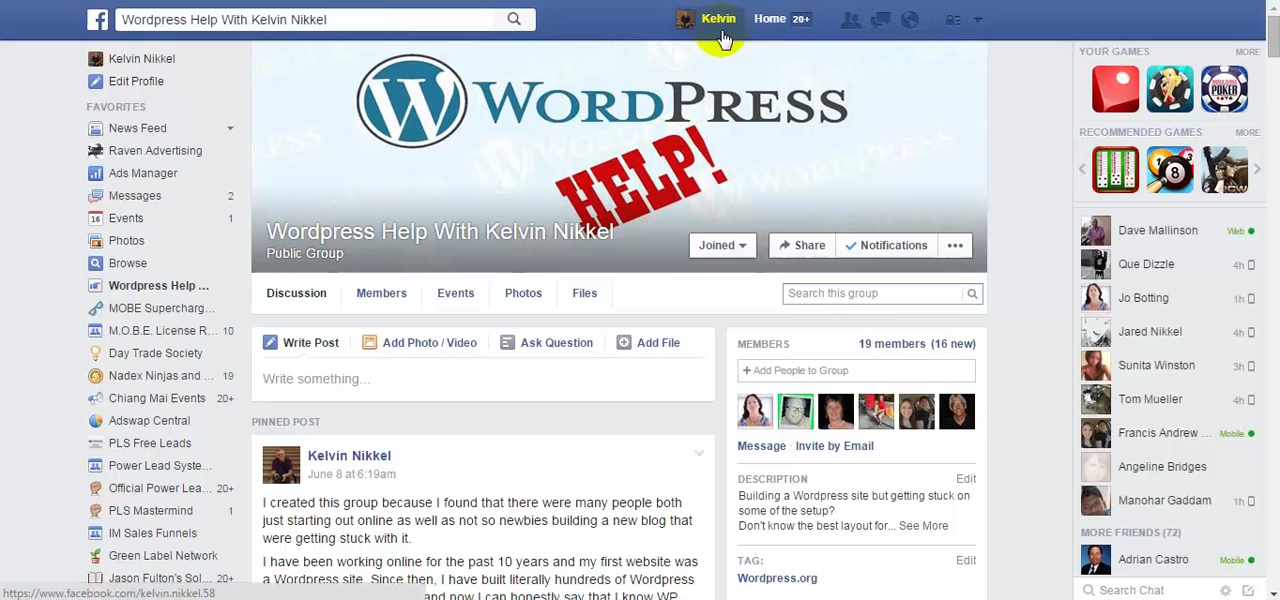 Wordpress Help With Kelvin Nikkel
Kelvin
Home 20+
Kelvin Nikkel
Edit Profile
FAVORITES
News Feed
Raven Advertising
Ads Manager
Messages 2
16 Events 1
Photos
Browse
Wordpress Help ...
MOBE Supercharg...
M.O.B.E. License R... 10
Day Trade Society
Nadex Ninjas and ... 19
Chiang Mai Events 20+
Adswap Central
PLS Free Leads
Power Lead Syste...
Official Power Lea... 20+
PLS Mastermind 1
IM Sales Funnels
Green Label Network
Jason Fulton's Sol... 20+
https://www.facebook.com/kelvin.nikkel.58
W WORDPRESS
HELP!
Wordpress Help With Kelvin Nikkel
Public Group
Joined
Share
Notifications
Discussion
Members
Events
Photos
Files
Search this group
Write Post
Add Photo / Video
Ask Question
Add File
Write something...
PINNED POST
Kelvin Nikkel
June 8 at 6:19am
I created this group because I found that there were many people both
just starting out online as well as not so newbies building a new blog that
were getting stuck with it.
I have been working online for the past 10 years and my first website was
a Wordpress site. Since then, I have built literally hundreds of Wordpress
and now I can honestly say that I know WP
MEMBERS
19 members (16 new)
+ Add People to Group
Message · Invite by Email
DESCRIPTION Edit
Building a Wordpress site but getting stuck on
some of the setup?
Don't know the best layout for... See More
TAG: Edit
Wordpress.org
YOUR GAMES MORE
POKER
RECOMMENDED GAMES MORE
8
Dave Mallinson Web
Que Dizzle 4h
Jo Botting 1h
Jared Nikkel 4h
Sunita Winston 3h
Tom Mueller 4h
Francis Andrew ... Mobile
Angeline Bridges
Manohar Gaddam 1h
MORE FRIENDS (72)
Adrian Castro Mobile
Search Chat